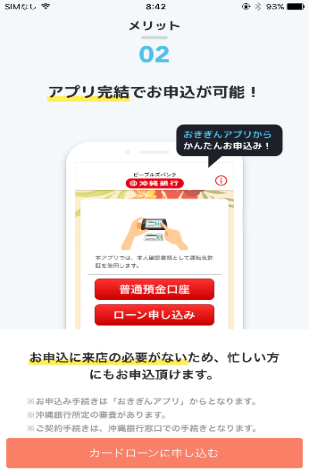 SIMなし 8:42 93%
メリット
02
アプリ完結でお申込が可能！
おきぎんアプリから
かんたんお申込み！
ピープルズバンク
沖縄銀行
本アプリでは、本人確認書類として運転免許
証を使用します。
普通預金口座
ローン申し込み
お申込に来店の必要がないため、忙しい方
にもお申込頂けます。
※お申込み手続きは「おきぎんアプリ」からとなります。
※沖縄銀行所定の審査があります。
※ご契約手続きは、沖縄銀行窓口での手続きとなります。
カードローンに申し込む